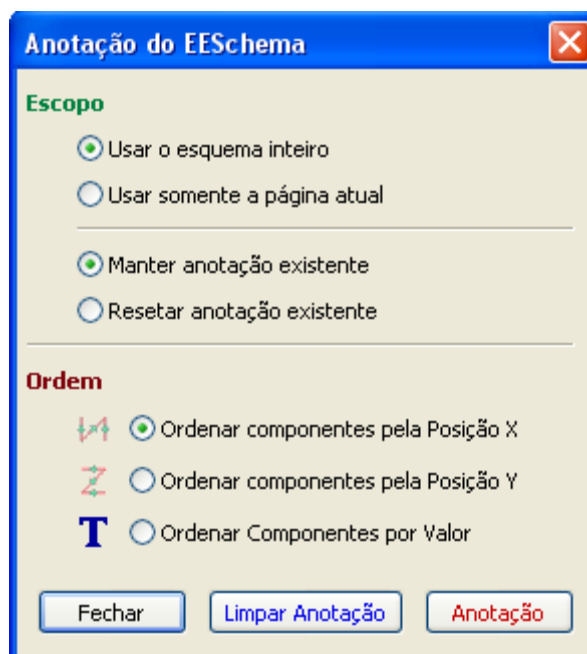 Anotação do EESchema
Escopo
Usar o esquema inteiro
Usar somente a página atual
Manter anotação existente
Resetar anotação existente
Ordem
Ordenar componentes pela Posição X
Ordenar componentes pela Posição Y
T Ordenar Componentes por Valor
Fechar Limpar Anotação Anotação